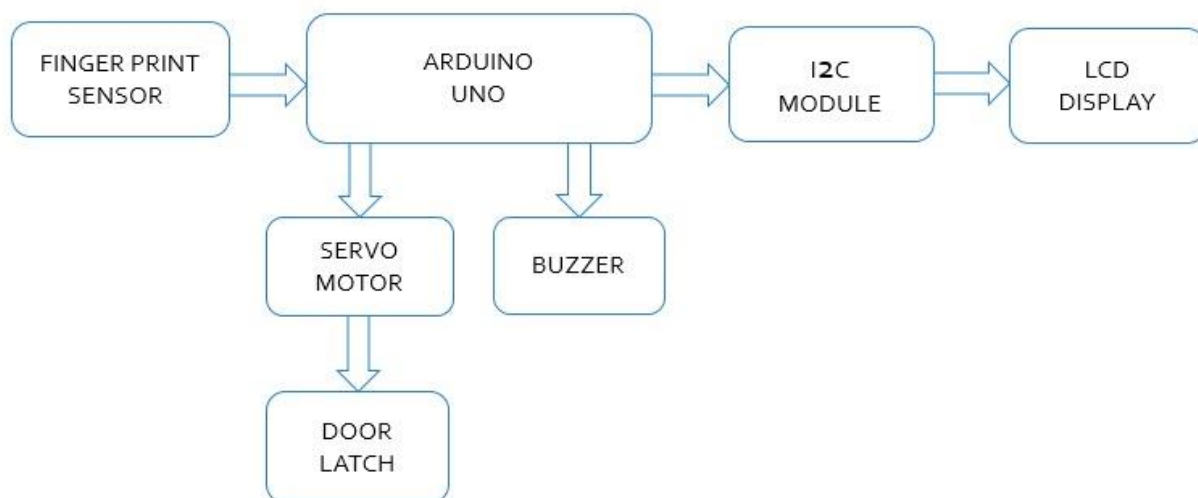 FINGER PRINT
SENSOR
ARDUINO
UNO
I2C
MODULE
LCD
DISPLAY
SERVO
MOTOR
BUZZER
DOOR
LATCH